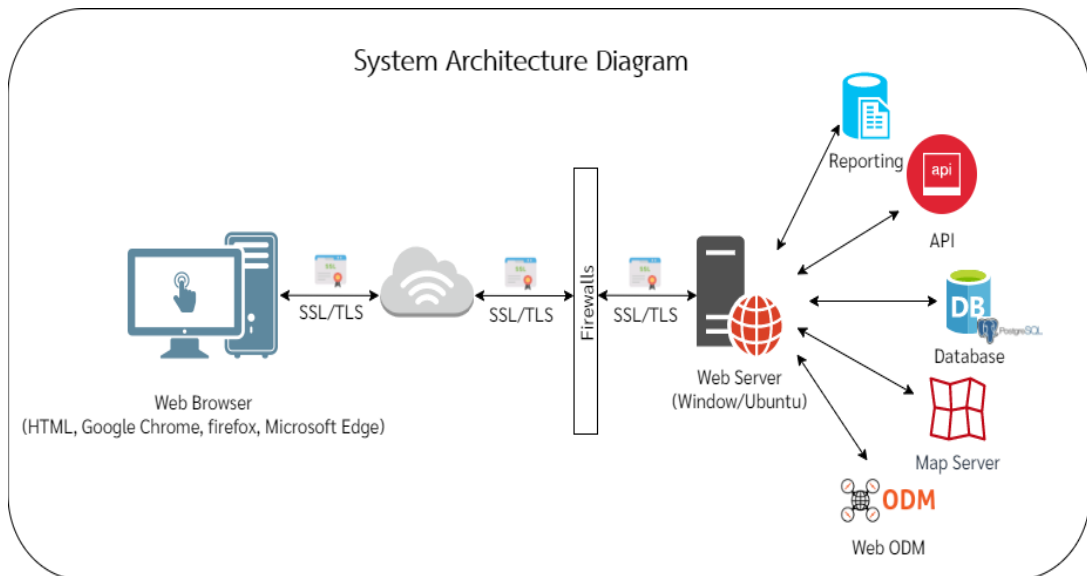 System Architecture Diagram
Reporting
api
API
SSL
SSL/TLS
SSL
SSL/TLS
Firewalls
SSL
SSL/TLS
DB
PostgreSQL
Database
Web Browser
(HTML, Google Chrome, firefox, Microsoft Edge)
Web Server
(Window/Ubuntu)
Map Server
ODM
Web ODM